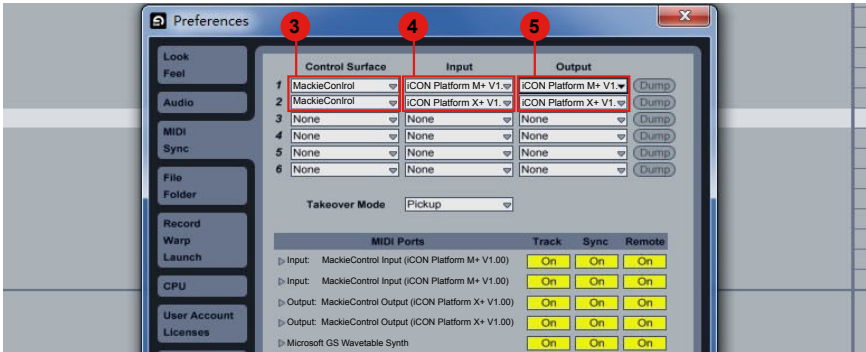 Preferences
3 4 5
Look
Feel
Audio
MIDI
Sync
File
Folder
Record
Warp
Launch
CPU
User Account
Licenses
Control Surface Input Output
1 MackieConlrol iCON Platform M+ V1. iCON Platform M+ V1. Dump
2 MackieConlrol iCON Platform X+ V1. iCON Platform X+ V1. Dump
3 None None None Dump
4 None None None Dump
5 None None None Dump
6 None None None Dump
Takeover Mode Pickup
MIDI Ports Track Sync Remote
Input: MackieControl Input (iCON Platform M+ V1.00) On On On
Input: MackieControl Input (iCON Platform M+ V1.00) On On On
Output: MackieControl Output (iCON Platform X+ V1.00) On On On
Output: MackieControl Output (iCON Platform X+ V1.00) On On On
Microsoft GS Wavetable Synth On On On